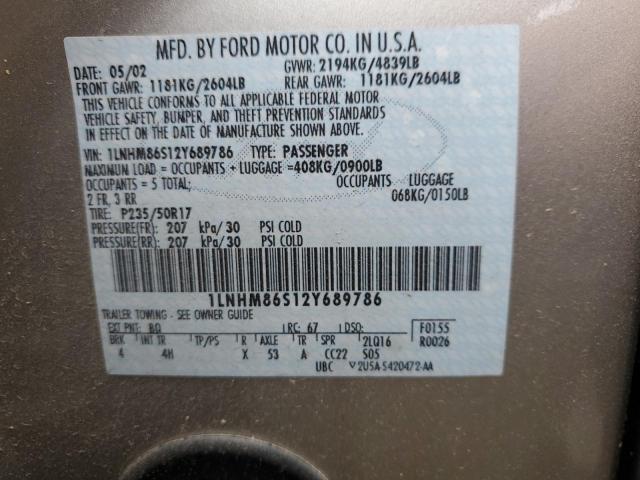 MFD. BY FORD MOTOR CO. IN U.S.A.
DATE: 05/02 GVWR: 2194KG/4839LB
FRONT GAWR: 1181KG/2604LB REAR GAWR: 1181KG/2604LB
THIS VEHICLE CONFORMS TO ALL APPLICABLE FEDERAL MOTOR
VEHICLE SAFETY, BUMPER, AND THEFT PREVENTION STANDARDS
IN EFFECT ON THE DATE OF MANUFACTURE SHOWN ABOVE.
VIN: 1LNHM86S12Y689786 TYPE: PASSENGER
MAXIMUM LOAD = OCCUPANTS + LUGGAGE = 408KG/0900LB
OCCUPANTS = 5 TOTAL; OCCUPANTS LUGGAGE
2 FR, 3 RR 068KG/0150LB
TIRE: P235/50R17
PRESSURE(FR): 207 kPa/30 PSI COLD
PRESSURE(RR): 207 kPa/30 PSI COLD
1LNHM86S12Y689786
TRAILER TOWING - SEE OWNER GUIDE
EXT PNT: BQ RC: 67 DSO: F0155
BRK INT TR TP/PS R AXLE TR SPR 2LQ16 R0026
4 4H X 53 A CC22 S05
UBC V2U5A-5420472-AA